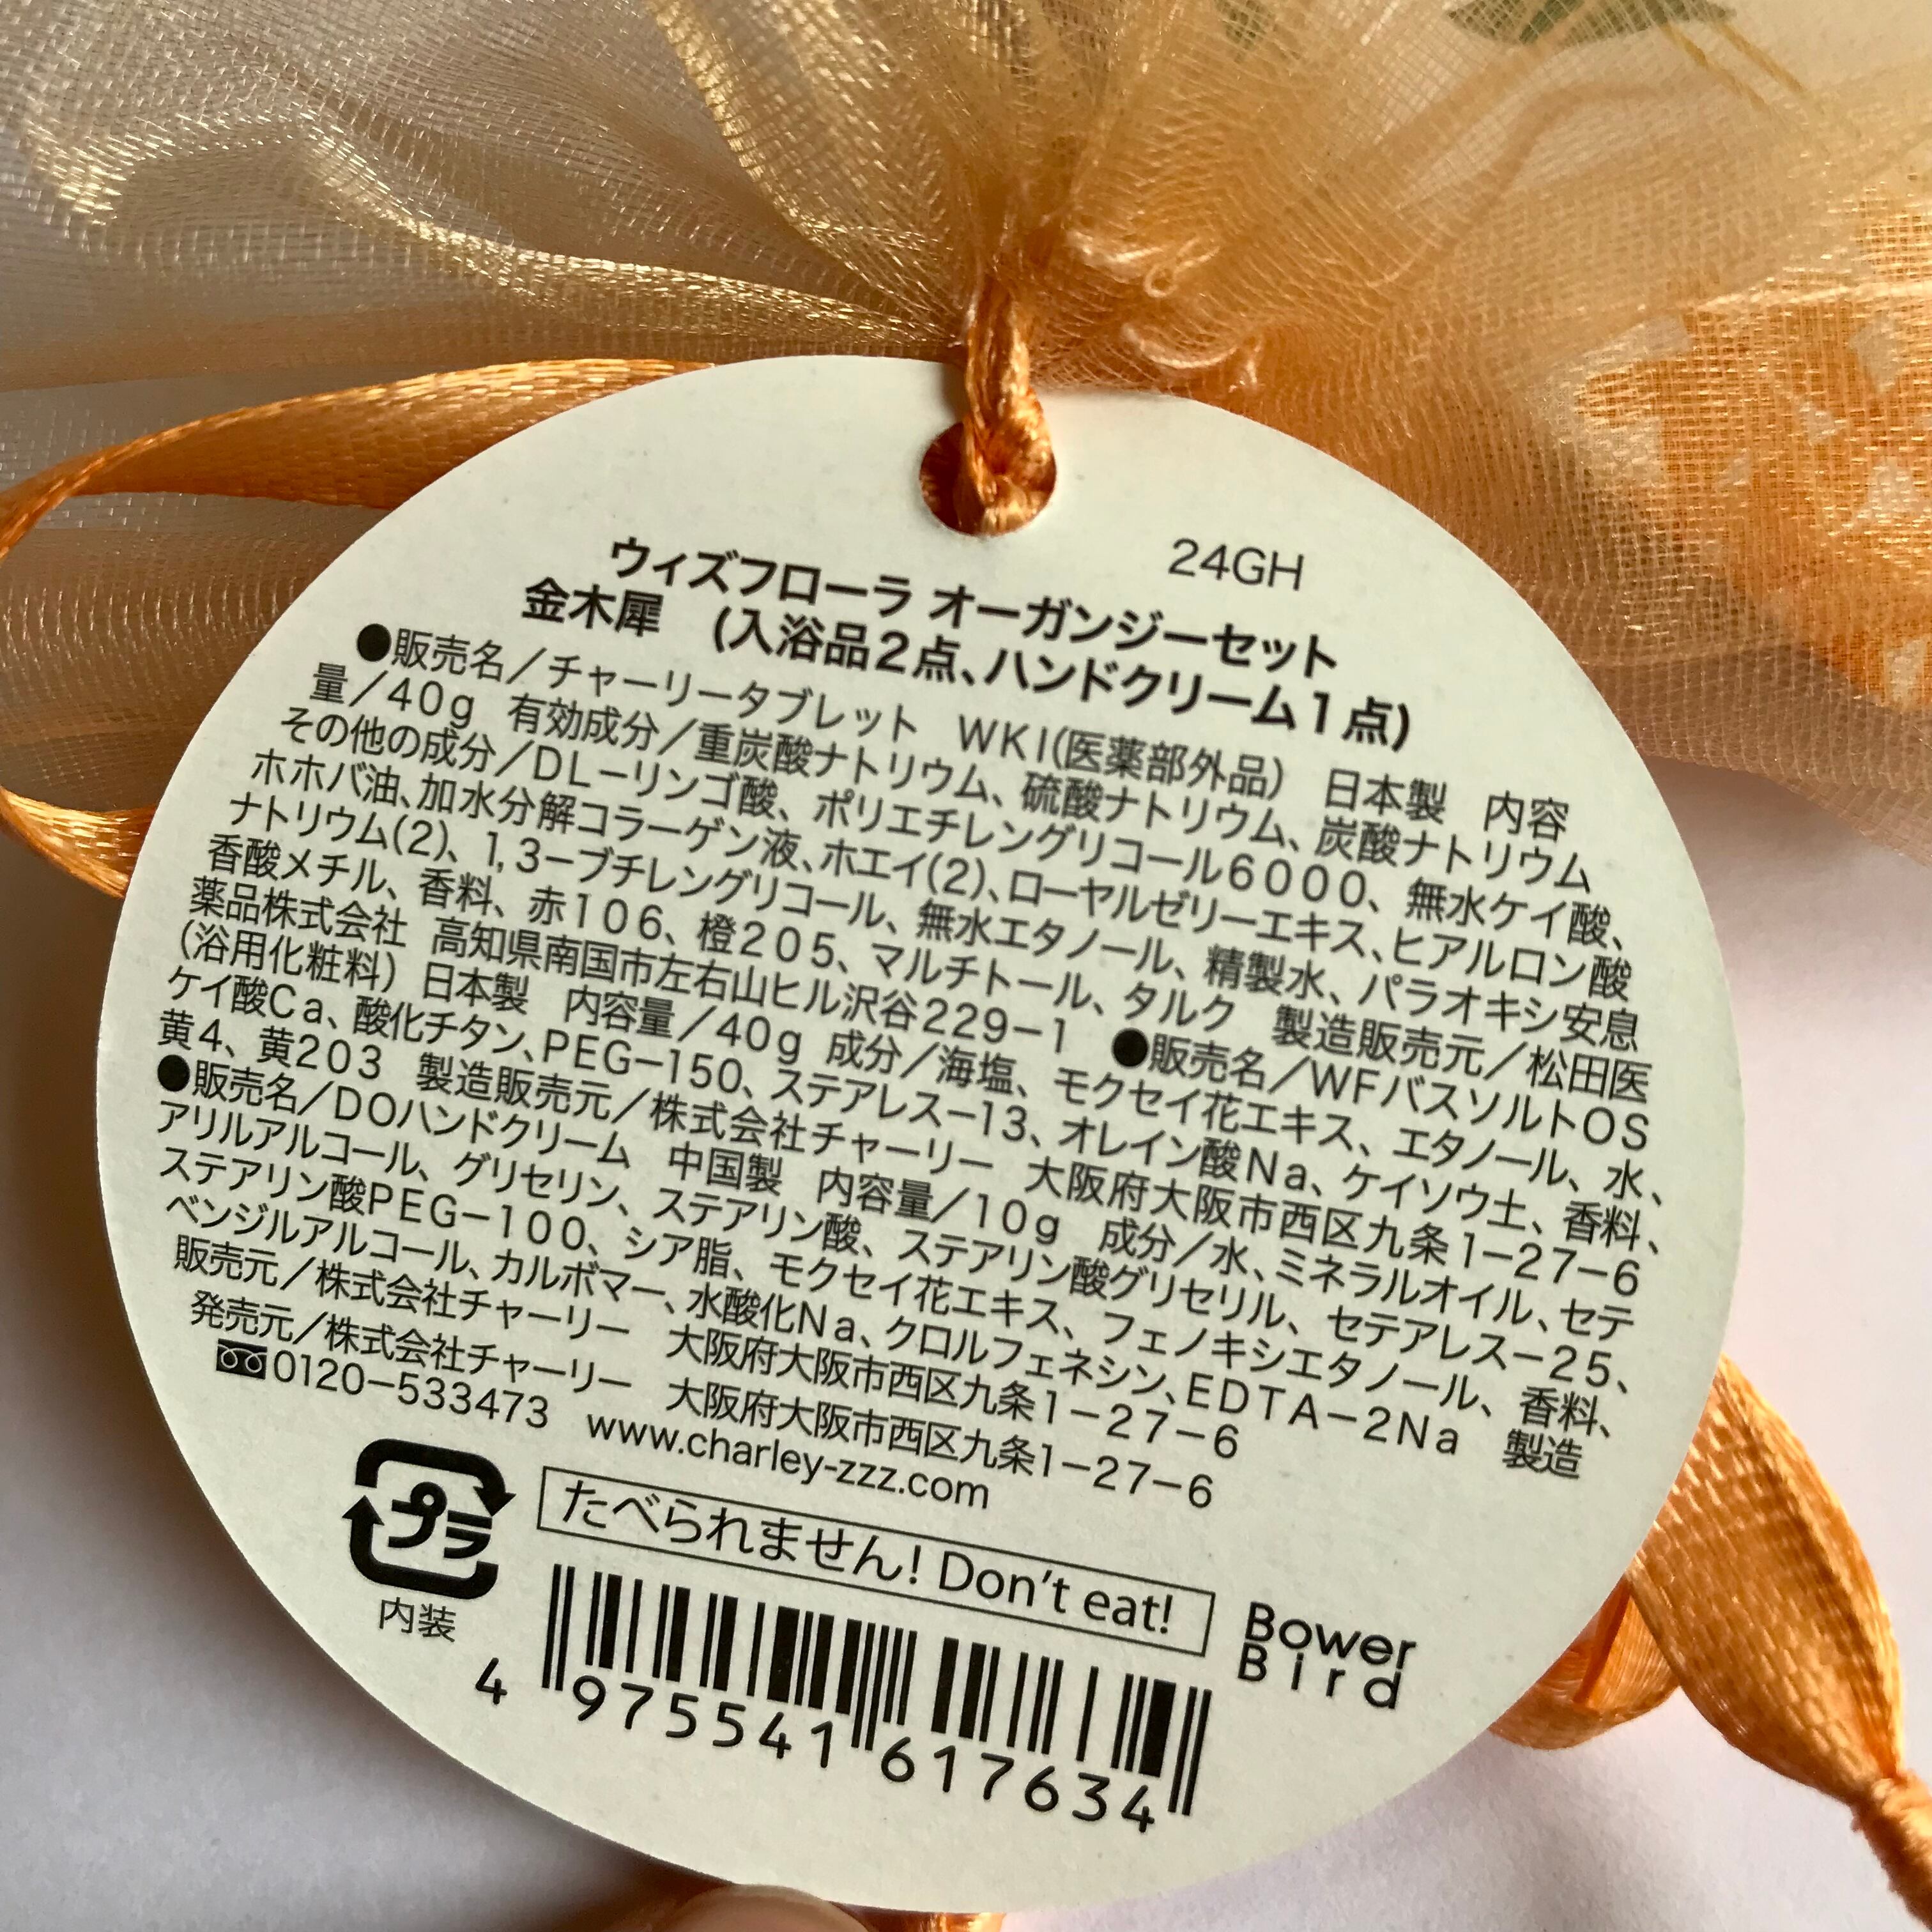 24GH
ウィズフローラ オーガンジーセット
金木犀 (入浴品2点、ハンドクリーム1点)
●販売名／チャーリータブレット WKI(医薬部外品) 日本製 内容
量／40g 有効成分／重炭酸ナトリウム、硫酸ナトリウム、炭酸ナトリウム
その他の成分／DL－リンゴ酸、ポリエチレングリコール6000、無水ケイ酸、
ホホバ油、加水分解コラーゲン液、ホエイ(2)、ローヤルゼリーエキス、ヒアルロン酸
ナトリウム(2)、1,3－ブチレングリコール、無水エタノール、精製水、パラオキシ安息
香酸メチル、香料、赤106、橙205、マルチトール、タルク 製造販売元／松田医
薬品株式会社 高知県南国市左右山ヒル沢谷229－1 ●販売名／WFバスソルトOS
(浴用化粧料) 日本製 内容量／40g 成分／海塩、モクセイ花エキス、エタノール、水、
ケイ酸Ca、酸化チタン、PEG－150、ステアレス－13、オレイン酸Na、ケイソウ土、香料、
黄4、黄203 製造販売元／株式会社チャーリー 大阪府大阪市西区九条1－27－6
●販売名／DOハンドクリーム 中国製 内容量／10g 成分／水、ミネラルオイル、セテ
アリルアルコール、グリセリン、ステアリン酸、ステアリン酸グリセリル、セテアレス－25、
ステアリン酸PEG－100、シア脂、モクセイ花エキス、フェノキシエタノール、香料、
ベンジルアルコール、カルボマー、水酸化Na、クロルフェネシン、EDTA－2Na 製造
販売元／株式会社チャーリー 大阪府大阪市西区九条1－27－6
発売元／株式会社チャーリー 大阪府大阪市西区九条1－27－6
0120－533473 www.charley-zzz.com
プラ
内装
たべられません! Don't eat!
Bower
Bird
4 975541 617634